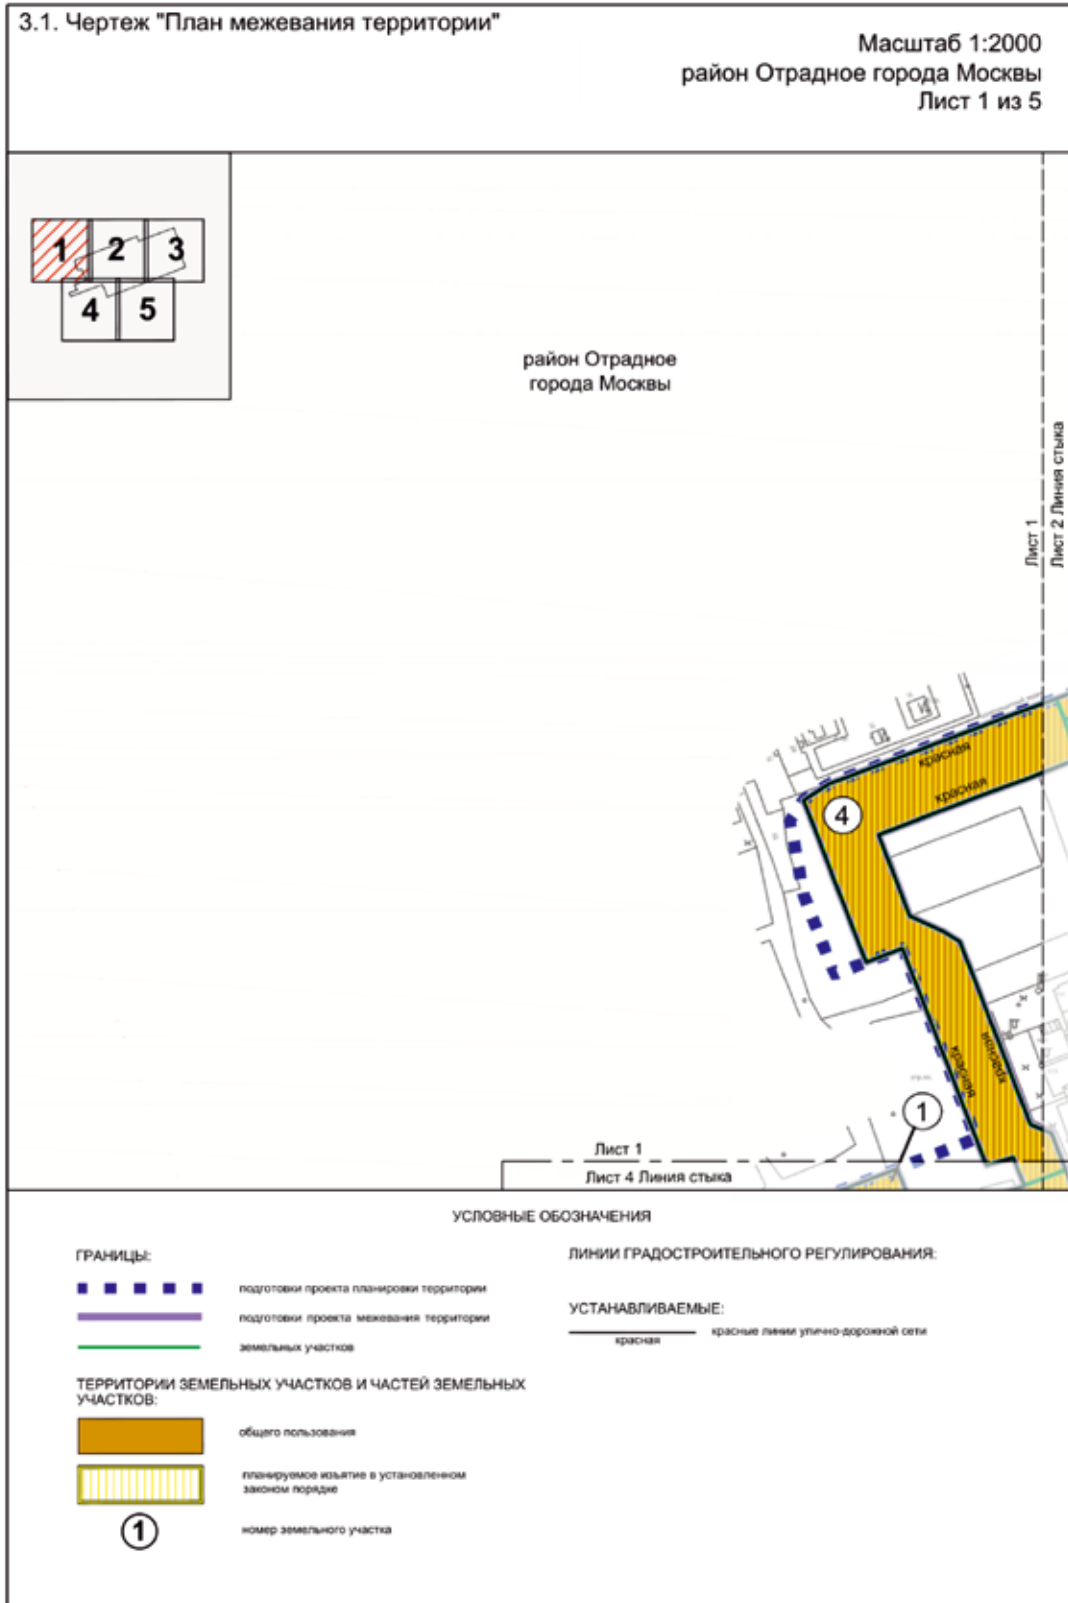 3.1. Чертеж "План межевания территории"
Масштаб 1:2000
район Отрадное города Москвы
Лист 1 из 5
1
2
3
4
5
район Отрадное
города Москвы
Лист 1
Лист 2 Линия стыка
красная
красная
4
красная
красная
1
Лист 1
Лист 4 Линия стыка
УСЛОВНЫЕ ОБОЗНАЧЕНИЯ
ГРАНИЦЫ:
подготовки проекта планировки территории
подготовки проекта межевания территории
земельных участков
ТЕРРИТОРИИ ЗЕМЕЛЬНЫХ УЧАСТКОВ И ЧАСТЕЙ ЗЕМЕЛЬНЫХ
УЧАСТКОВ:
общего пользования
планируемое изъятие в установленном
законом порядке
1
номер земельного участка
ЛИНИИ ГРАДОСТРОИТЕЛЬНОГО РЕГУЛИРОВАНИЯ:
УСТАНАВЛИВАЕМЫЕ:
красная
красные линии улично-дорожной сети